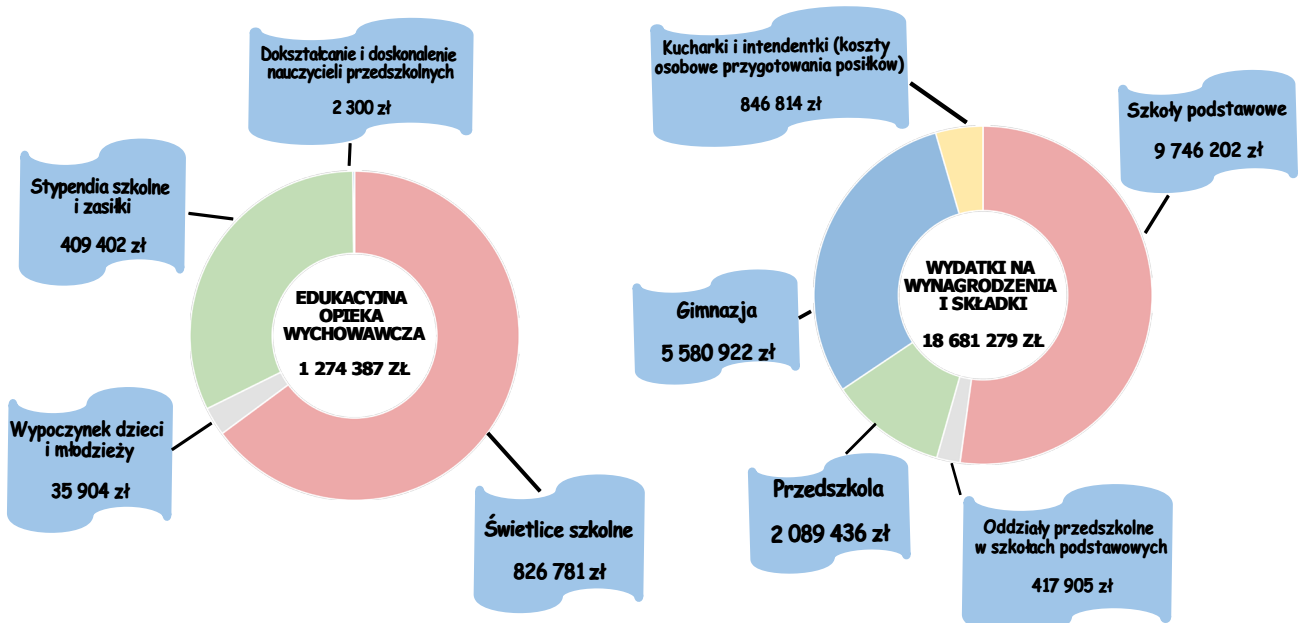 Dokształcanie i doskonalenie
nauczycieli przedszkolnych
2 300 zł
Stypendia szkolne
i zasiłki
409 402 zł
EDUKACYJNA
OPIEKA
WYCHOWAWCZA
1 274 387 ZŁ
Wypoczynek dzieci
i młodzieży
35 904 zł
Świetlice szkolne
826 781 zł
Kucharki i intendentki (koszty
osobowe przygotowania posiłków)
846 814 zł
Szkoły podstawowe
9 746 202 zł
WYDATKI NA
WYNAGRODZENIA
I SKŁADKI
18 681 279 ZŁ
Gimnazja
5 580 922 zł
Przedszkola
2 089 436 zł
Oddziały przedszkolne
w szkołach podstawowych
417 905 zł